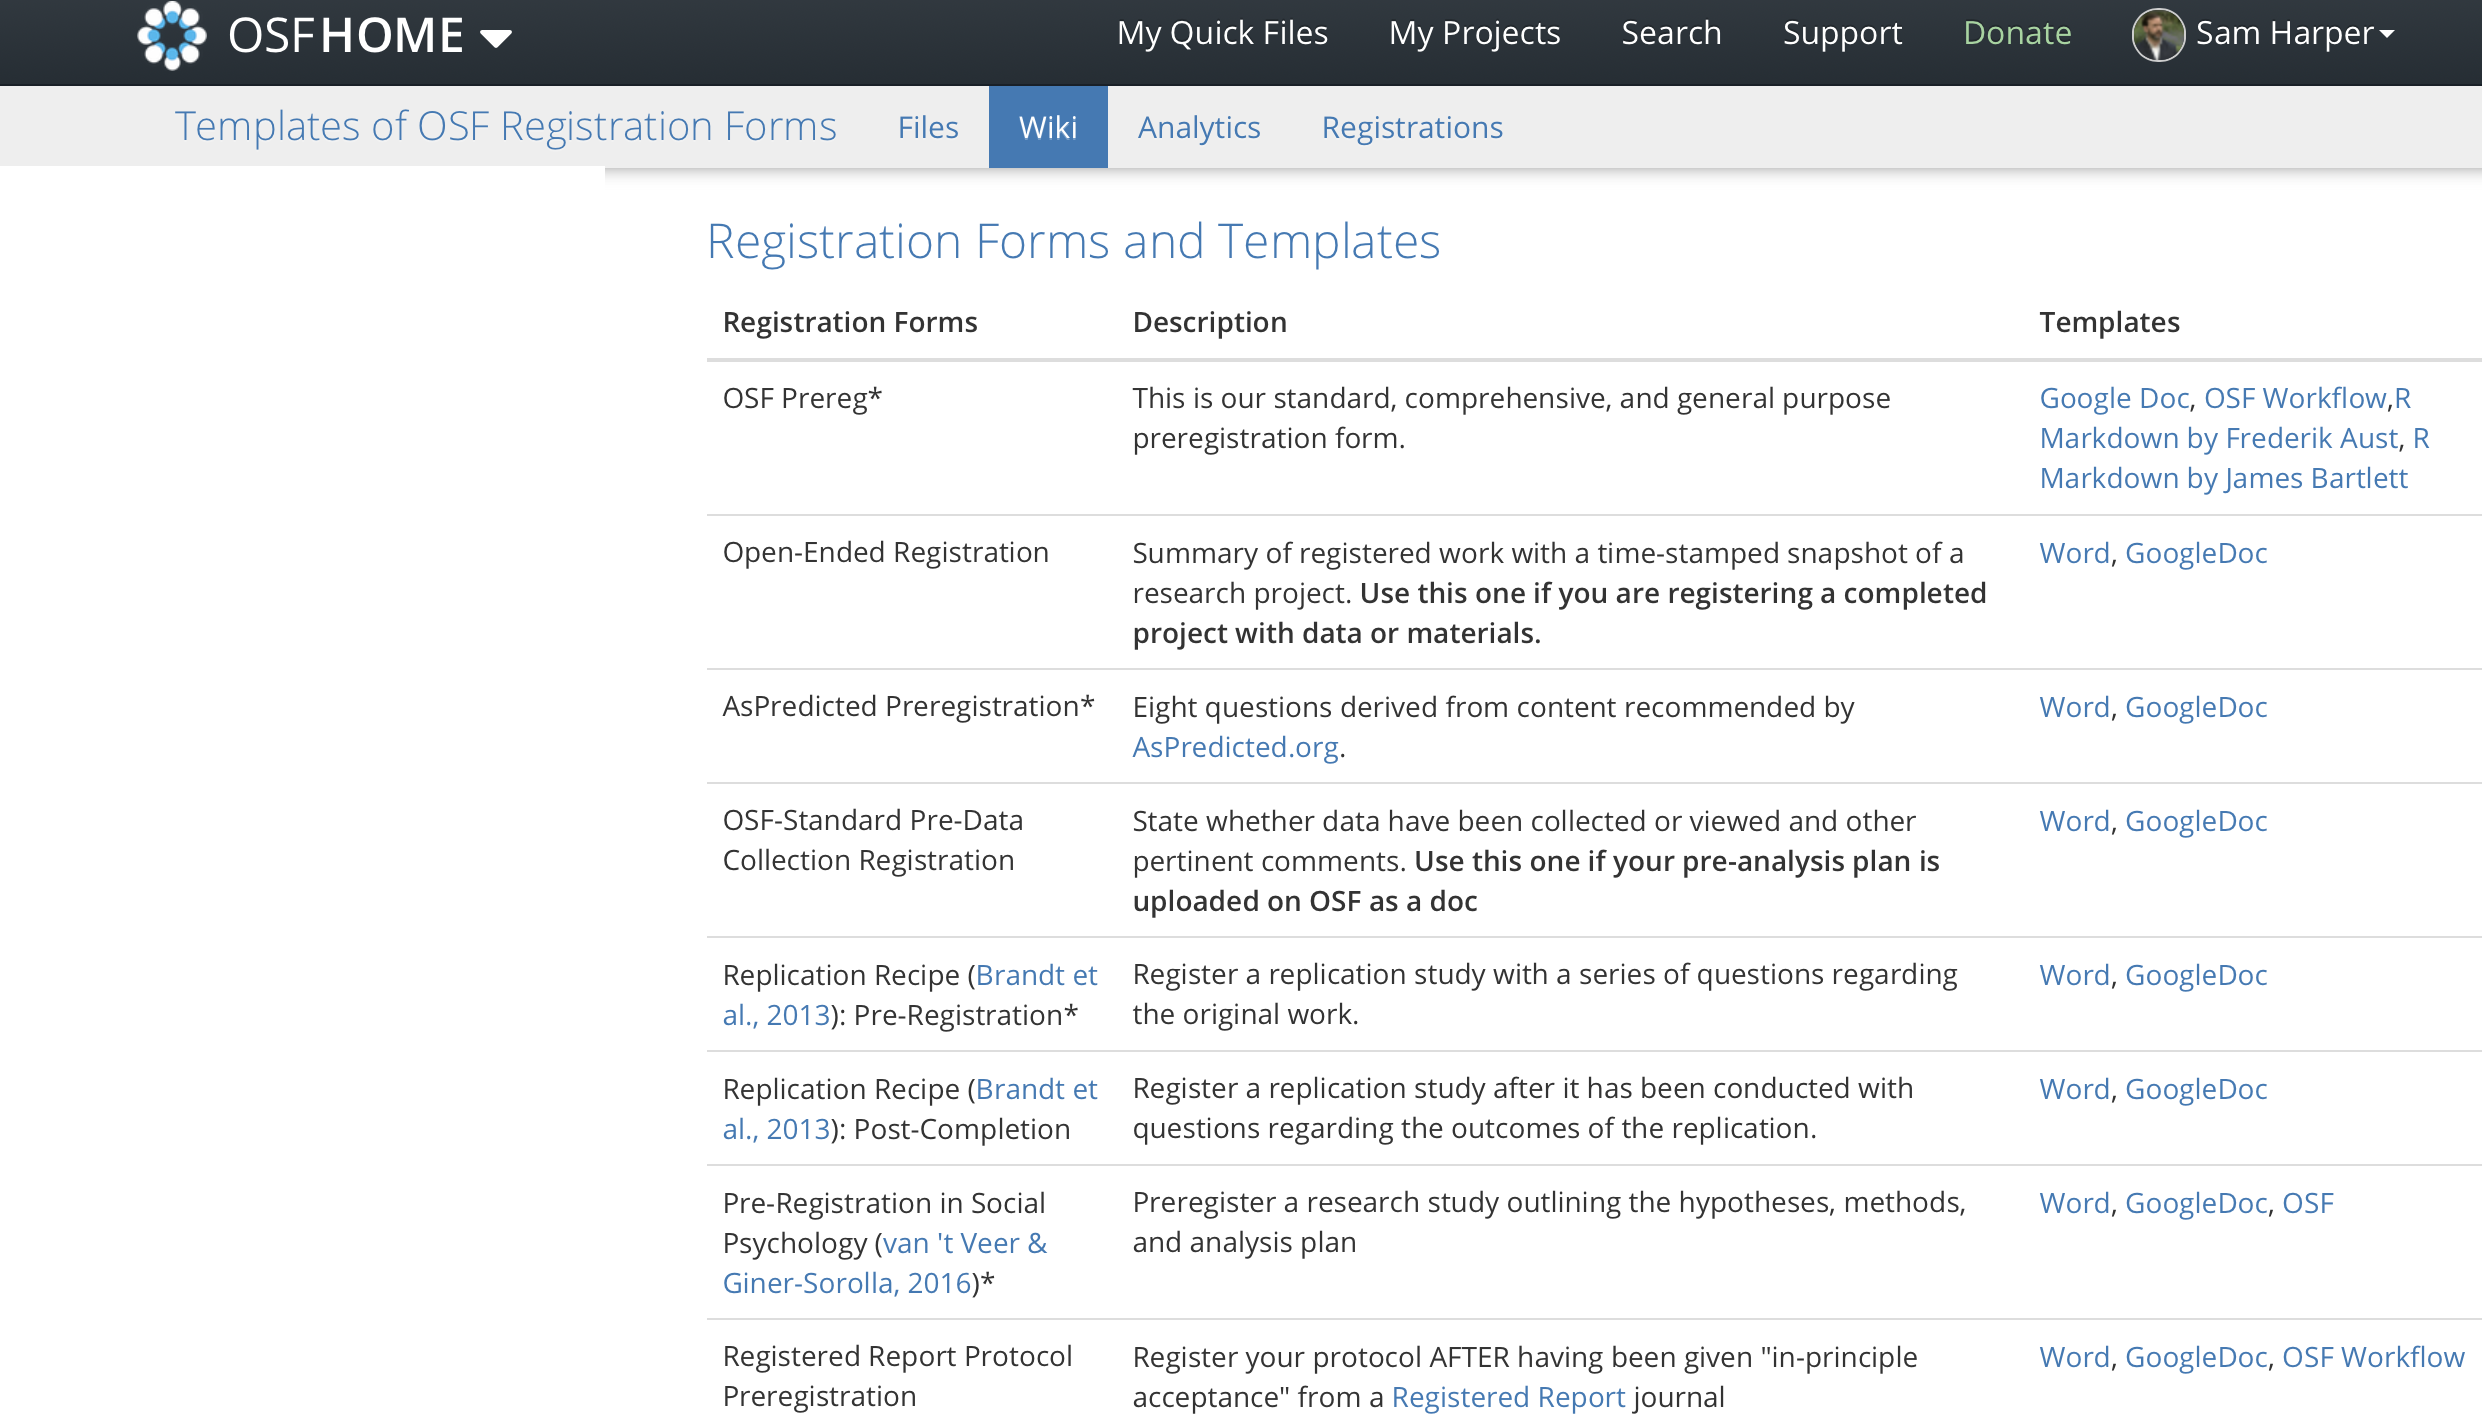 OSFHOME
My Quick Files My Projects Search Support Donate Sam Harper
Templates of OSF Registration Forms Files Wiki Analytics Registrations
Registration Forms and Templates
Registration Forms Description Templates
OSF Prereg* This is our standard, comprehensive, and general purpose Google Doc, OSF Workflow,R
preregistration form. Markdown by Frederik Aust, R
Markdown by James Bartlett
Open-Ended Registration Summary of registered work with a time-stamped snapshot of a Word, GoogleDoc
research project. Use this one if you are registering a completed
project with data or materials.
AsPredicted Preregistration* Eight questions derived from content recommended by Word, GoogleDoc
AsPredicted.org.
OSF-Standard Pre-Data State whether data have been collected or viewed and other Word, GoogleDoc
Collection Registration pertinent comments. Use this one if your pre-analysis plan is
uploaded on OSF as a doc
Replication Recipe (Brandt et Register a replication study with a series of questions regarding Word, GoogleDoc
al., 2013): Pre-Registration* the original work.
Replication Recipe (Brandt et Register a replication study after it has been conducted with Word, GoogleDoc
al., 2013): Post-Completion questions regarding the outcomes of the replication.
Pre-Registration in Social Preregister a research study outlining the hypotheses, methods, Word, GoogleDoc, OSF
Psychology (van 't Veer & and analysis plan
Giner-Sorolla, 2016)*
Registered Report Protocol Register your protocol AFTER having been given "in-principle Word, GoogleDoc, OSF Workflow
Preregistration acceptance" from a Registered Report journal